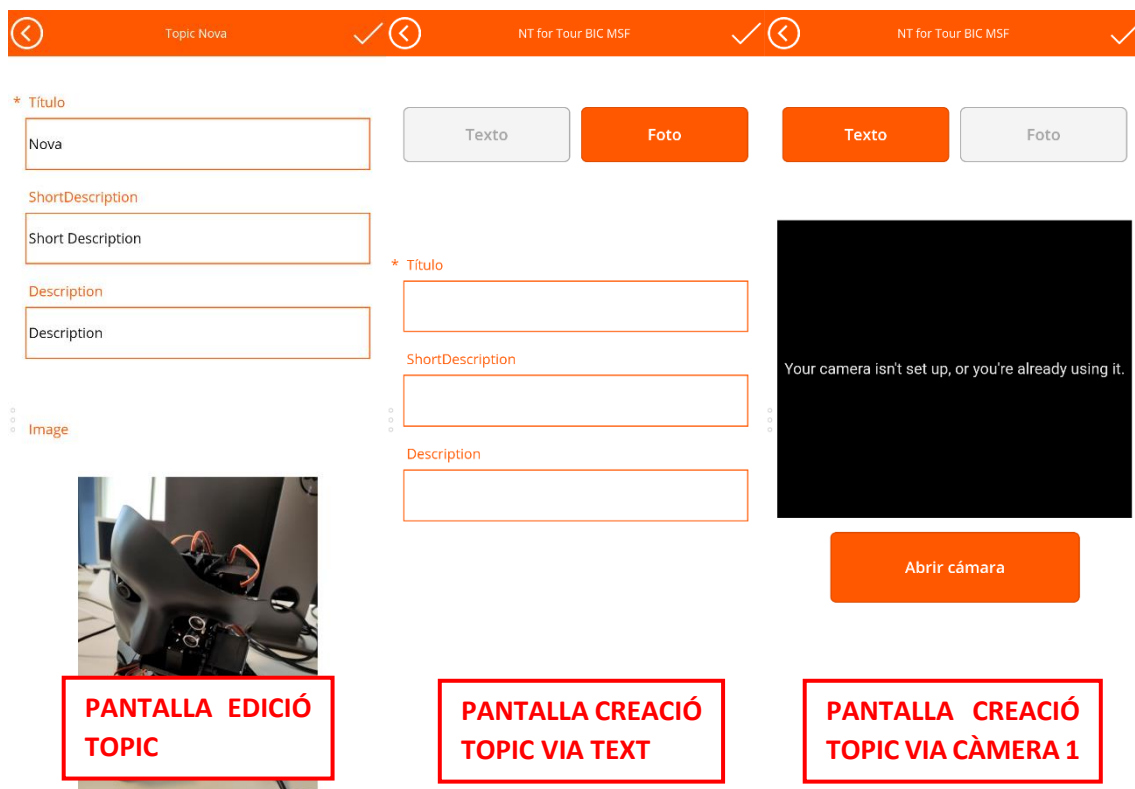 Topic Nova
* Título
Nova
ShortDescription
Short Description
Description
Description
Image
PANTALLA EDICIÓ
TOPIC
NT for Tour BIC MSF
Texto
Foto
* Título
ShortDescription
Description
PANTALLA CREACIÓ
TOPIC VIA TEXT
NT for Tour BIC MSF
Texto
Foto
Your camera isn't set up, or you're already using it.
Abrir cámara
PANTALLA CREACIÓ
TOPIC VIA CÀMERA 1